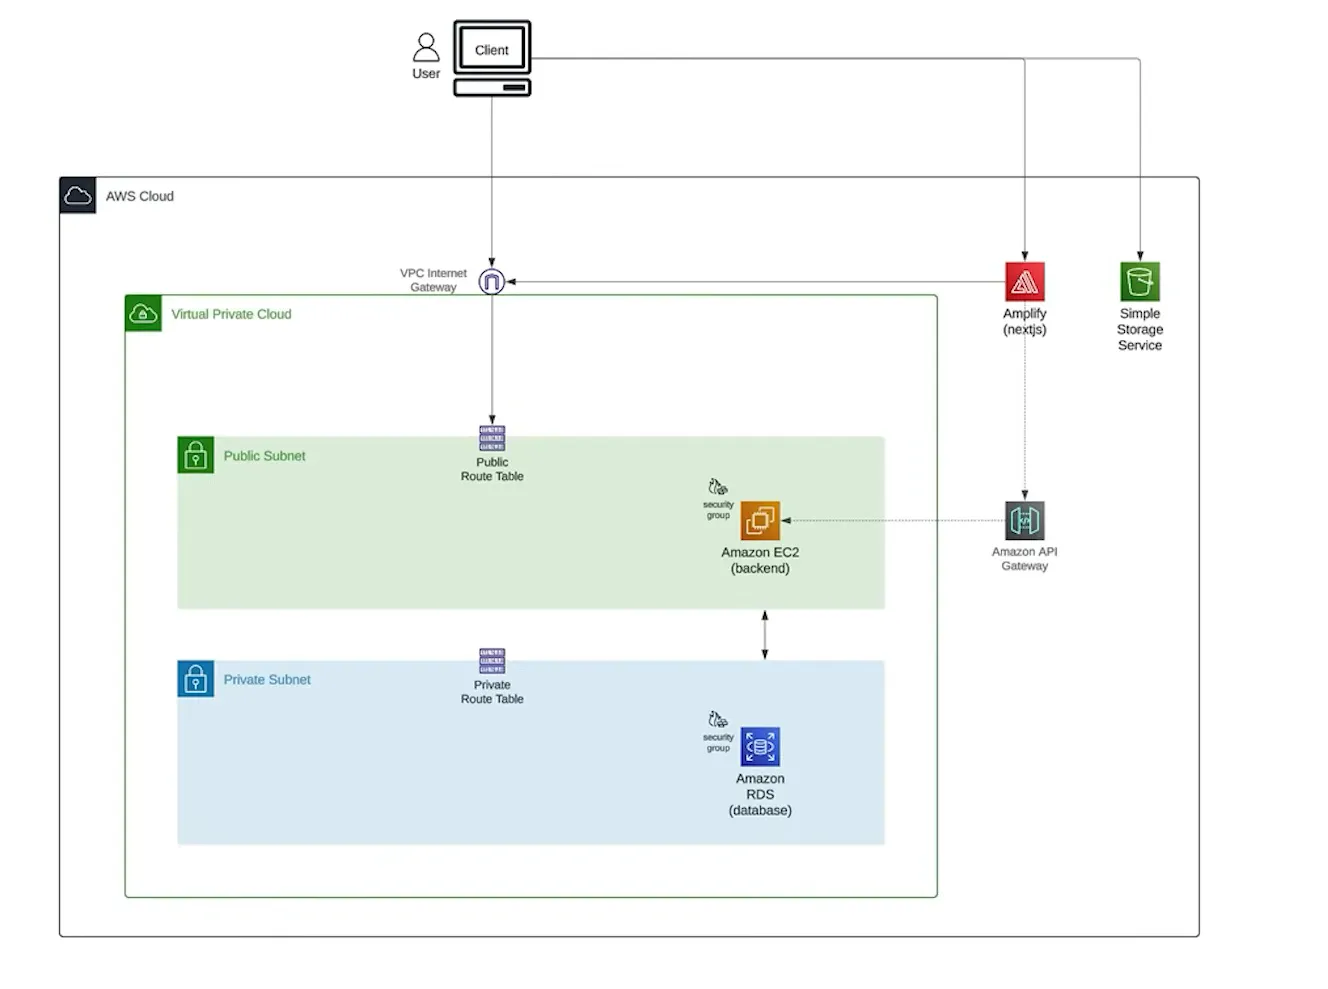 Client
User
AWS Cloud
VPC Internet
Gateway
Virtual Private Cloud
Amplify
(nextjs)
Simple
Storage
Service
Public Subnet
Public
Route Table
security
group
Amazon EC2
(backend)
Amazon API
Gateway
Private Subnet
Private
Route Table
security
group
Amazon
RDS
(database)